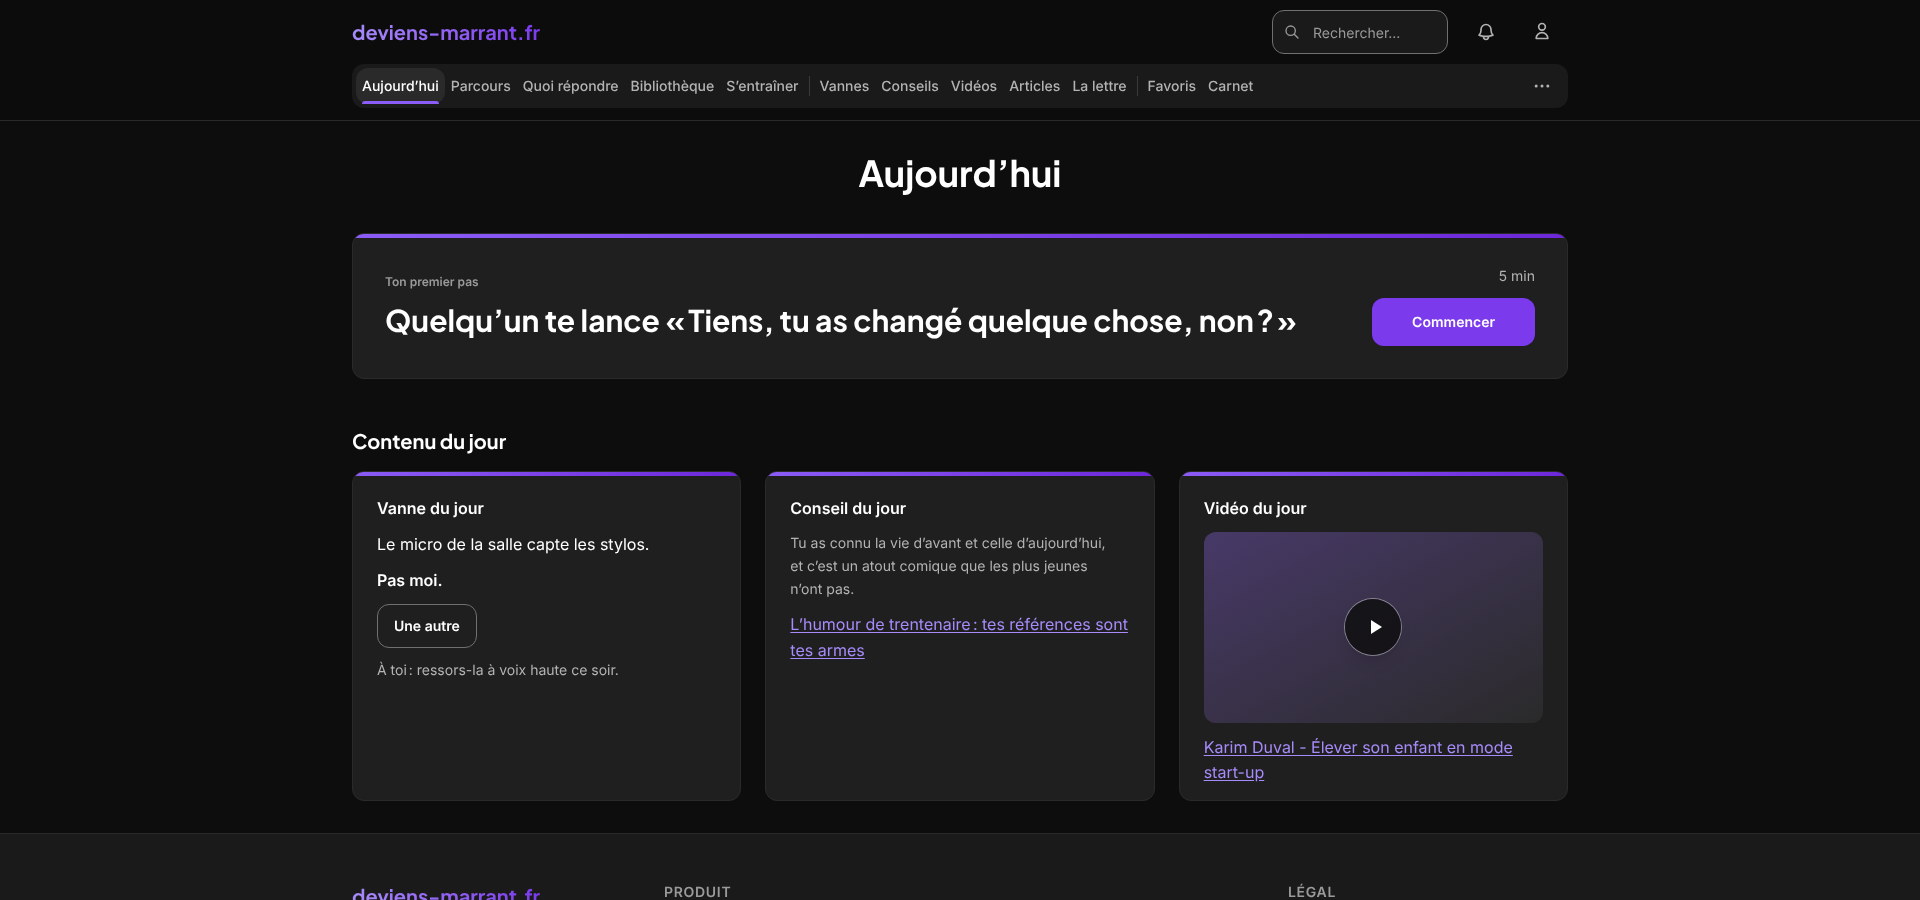 deviens-marrant.fr
Rechercher...
Aujourd’hui Parcours Quoi répondre Bibliothèque S’entraîner Vannes Conseils Vidéos Articles La lettre Favoris Carnet
Aujourd’hui
Ton premier pas
5 min
Quelqu’un te lance « Tiens, tu as changé quelque chose, non ? »
Commencer
Contenu du jour
Vanne du jour
Le micro de la salle capte les stylos.
Pas moi.
Une autre
À toi : ressors-la à voix haute ce soir.
Conseil du jour
Tu as connu la vie d’avant et celle d’aujourd’hui,
et c’est un atout comique que les plus jeunes
n’ont pas.
L’humour de trentenaire : tes références sont
tes armes
Vidéo du jour
Karim Duval - Élever son enfant en mode
start-up
deviens-marrant.fr
PRODUIT
LÉGAL